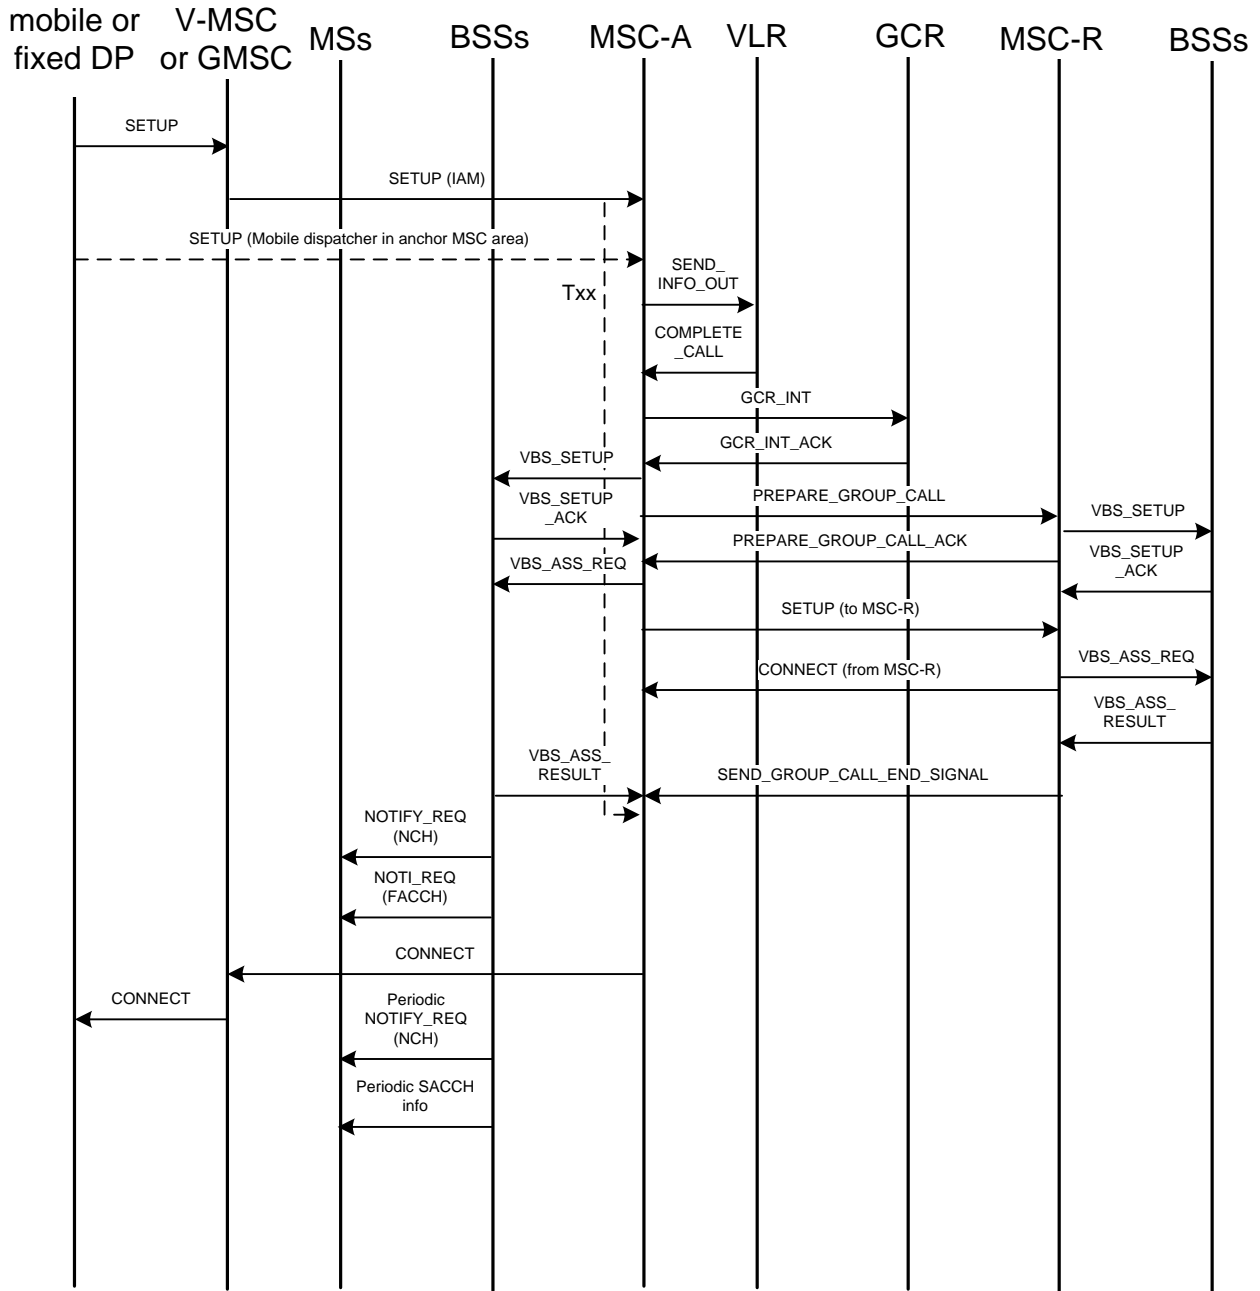 mobile or
fixed DP
V-MSC
or GMSC
MSs
BSSs
MSC-A
VLR
GCR
MSC-R
BSSs
SETUP
SETUP (IAM)
SETUP (Mobile dispatcher in anchor MSC area)
Txx
SEND_
INFO_OUT
COMPLETE
_CALL
GCR_INT
GCR_INT_ACK
VBS_SETUP
VBS_SETUP
_ACK
PREPARE_GROUP_CALL
VBS_SETUP
PREPARE_GROUP_CALL_ACK
VBS_SETUP
_ACK
VBS_ASS_REQ
SETUP (to MSC-R)
VBS_ASS_REQ
CONNECT (from MSC-R)
VBS_ASS_
RESULT
VBS_ASS_
RESULT
SEND_GROUP_CALL_END_SIGNAL
NOTIFY_REQ
(NCH)
NOTI_REQ
(FACCH)
CONNECT
CONNECT
Periodic
NOTIFY_REQ
(NCH)
Periodic SACCH
info